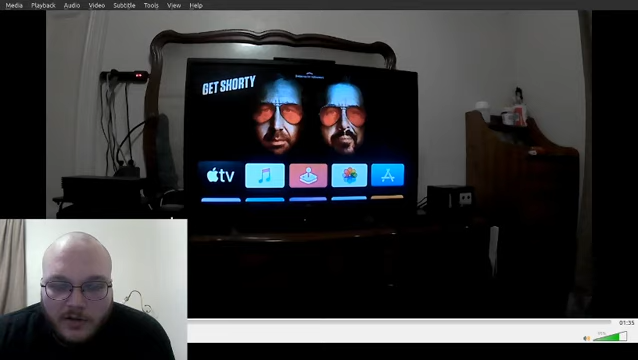 Media Playback Audio Video Subtitle Tools View Help
GET SHORTY
tv
01:35